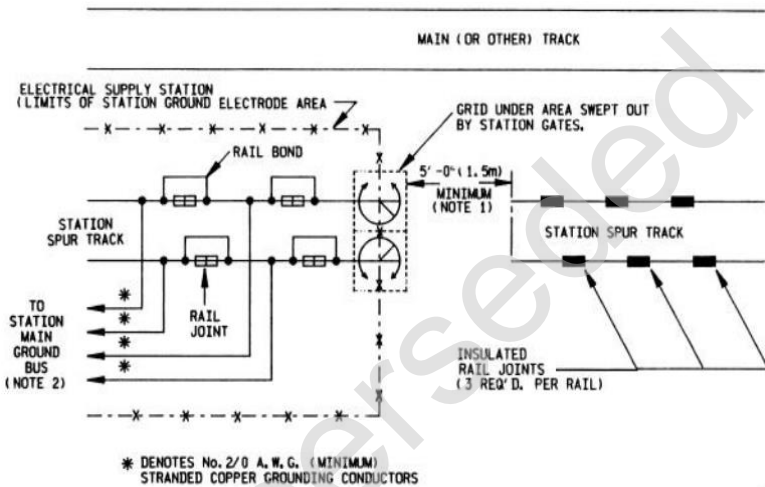 MAIN (OR OTHER) TRACK
ELECTRICAL SUPPLY STATION
(LIMITS OF STATION GROUND ELECTRODE AREA
GRID UNDER AREA SWEPT OUT
BY STATION GATES.
RAIL BOND
5'-0" (1.5m)
MINIMUM
(NOTE 1)
STATION
SPUR TRACK
STATION SPUR TRACK
TO
STATION
MAIN
GROUND
BUS
(NOTE 2)
RAIL
JOINT
INSULATED
RAIL JOINTS
(3 REQ'D. PER RAIL)
* DENOTES No. 2/0 A.W.G. (MINIMUM)
STRANDED COPPER GROUNDING CONDUCTORS
erseded